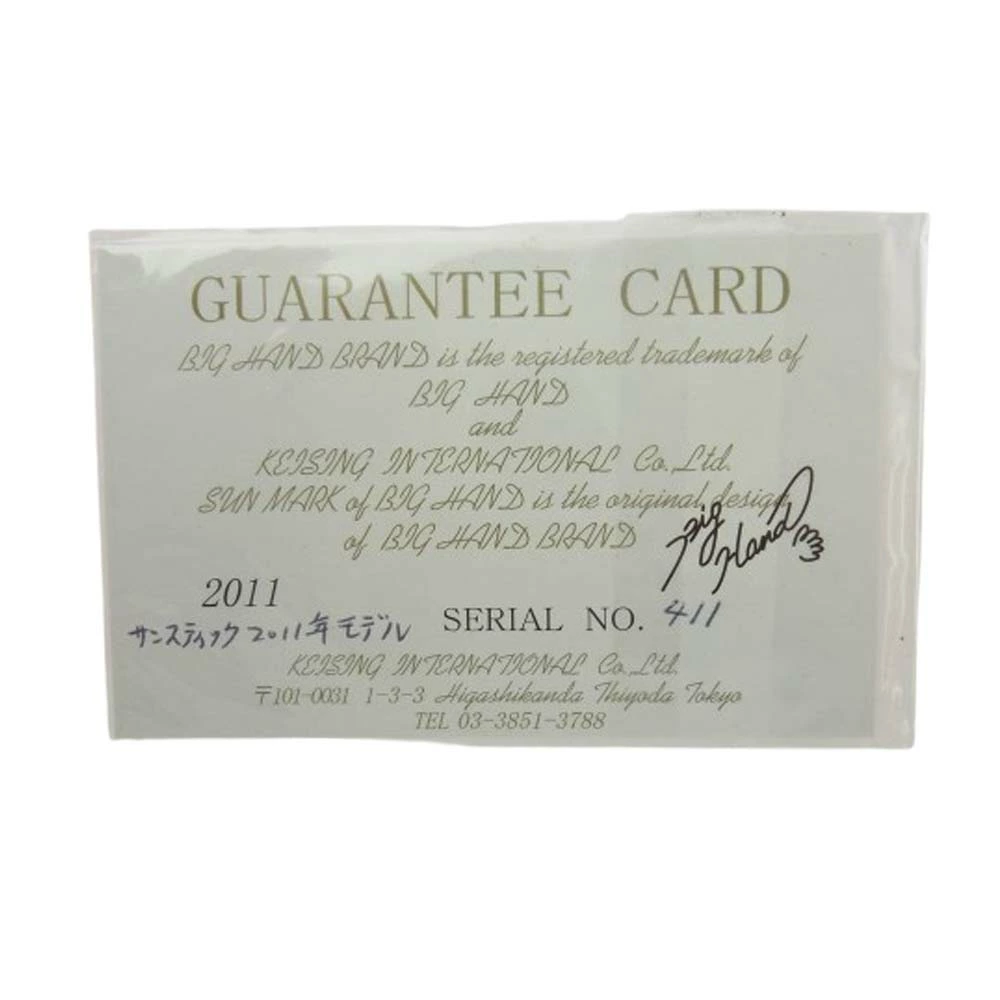 GUARANTEE CARD
BIG HAND BRAND is the registered trademark of
BIG HAND
and
KEISING INTERNATIONAL Co.,Ltd.
SUN MARK of BIG HAND is the original design
of BIG HAND BRAND
Big
Hand
2011
サンスティック2011年モデル SERIAL NO. 411
KEISING INTERNATIONAL Co.,Ltd.
〒101-0031 1-3-3 Higashikanda Thiyoda Tokyo
TEL 03-3851-3788